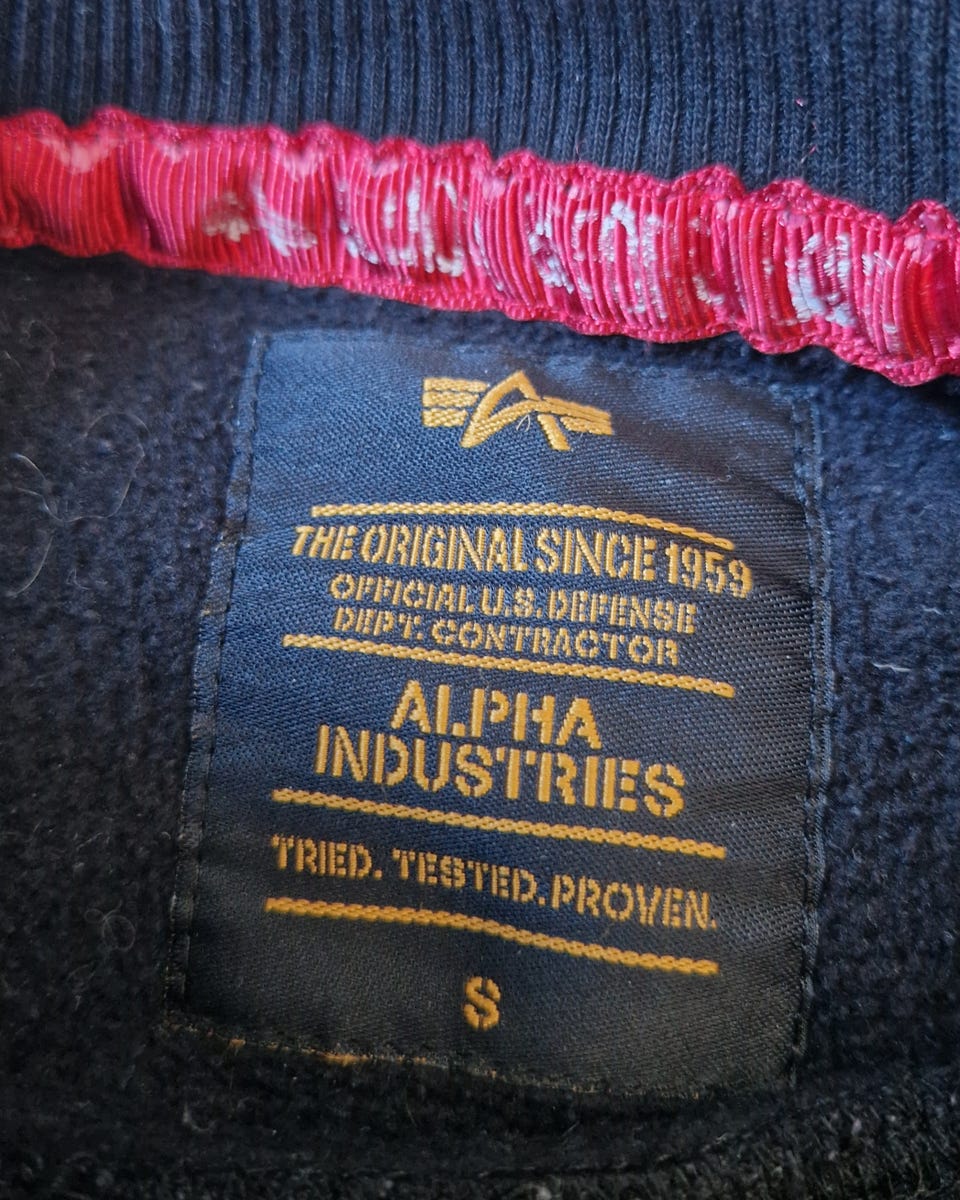 THE ORIGINAL SINCE 1959
OFFICIAL U.S. DEFENSE
DEPT. CONTRACTOR
ALPHA
INDUSTRIES
TRIED. TESTED. PROVEN.
S